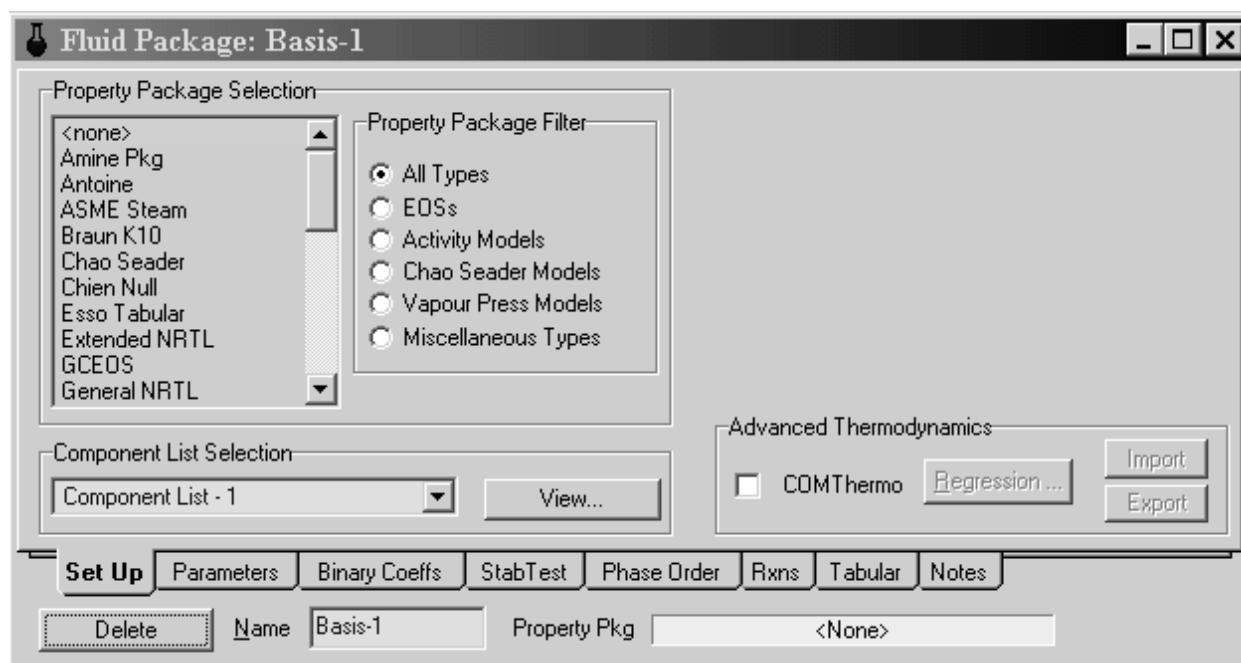 Fluid Package: Basis-1
Property Package Selection
<none>
Amine Pkg
Antoine
ASME Steam
Braun K10
Chao Seader
Chien Null
Esso Tabular
Extended NRTL
GCEOS
General NRTL
Property Package Filter
All Types
EOSs
Activity Models
Chao Seader Models
Vapour Press Models
Miscellaneous Types
Component List Selection
Component List - 1
View...
Advanced Thermodynamics
COMThermo
Regression ...
Import
Export
Set Up Parameters Binary Coeffs StabTest Phase Order Rxns Tabular Notes
Delete Name Basis-1 Property Pkg <None>